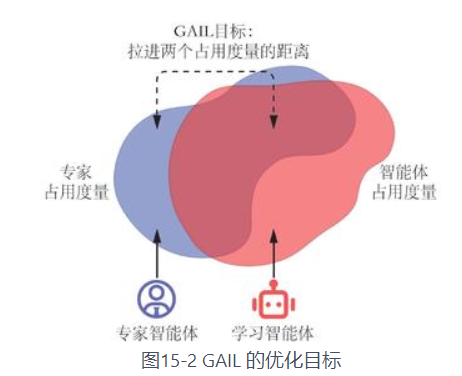 GAIL目标：
拉进两个占用度量的距离
专家
占用度量
智能体
占用度量
专家智能体
学习智能体
图15-2 GAIL 的优化目标